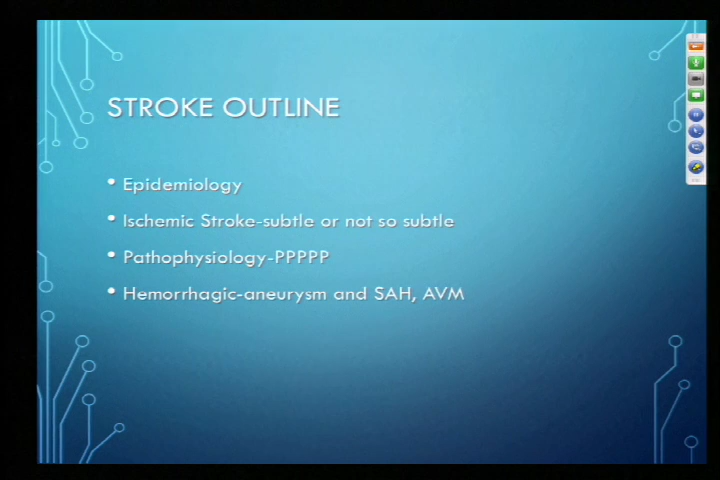 STROKE OUTLINE
• Epidemiology
• Ischemic Stroke-subtle or not so subtle
• Pathophysiology-PPPPP
• Hemorrhagic-aneurysm and SAH, AVM